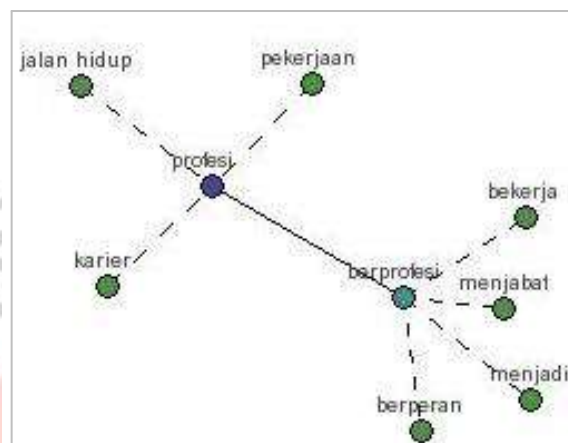 jalan hidup
pekerjaan
profesi
bekerja
karier
berprofesi
menjabat
menjadi
berperan